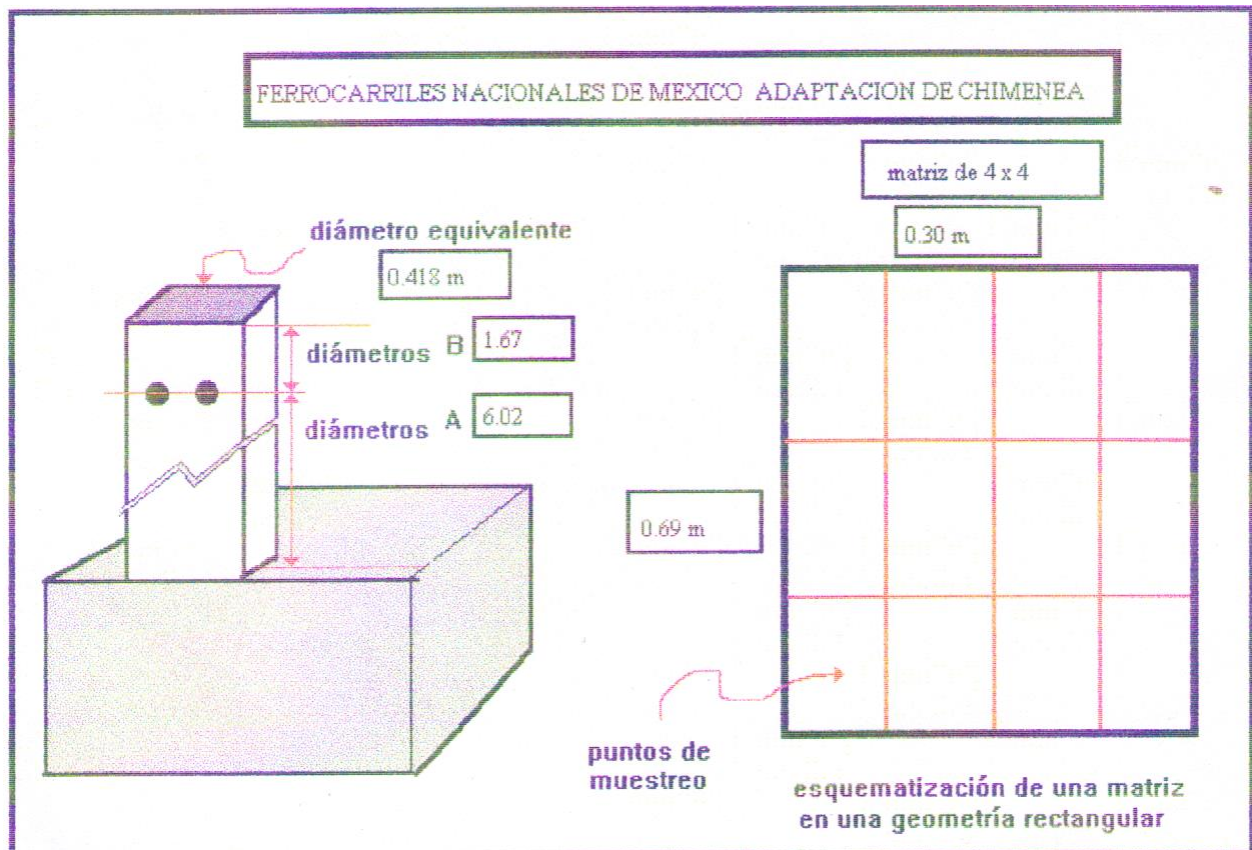 FERROCARRILES NACIONALES DE MEXICO ADAPTACION DE CHIMENEA
matriz de 4 x 4
0.30 m
diámetro equivalente
0.418 m
diámetros B 1.67
diámetros A 6.02
0.69 m
puntos de
muestreo
esquematización de una matriz
en una geometría rectangular